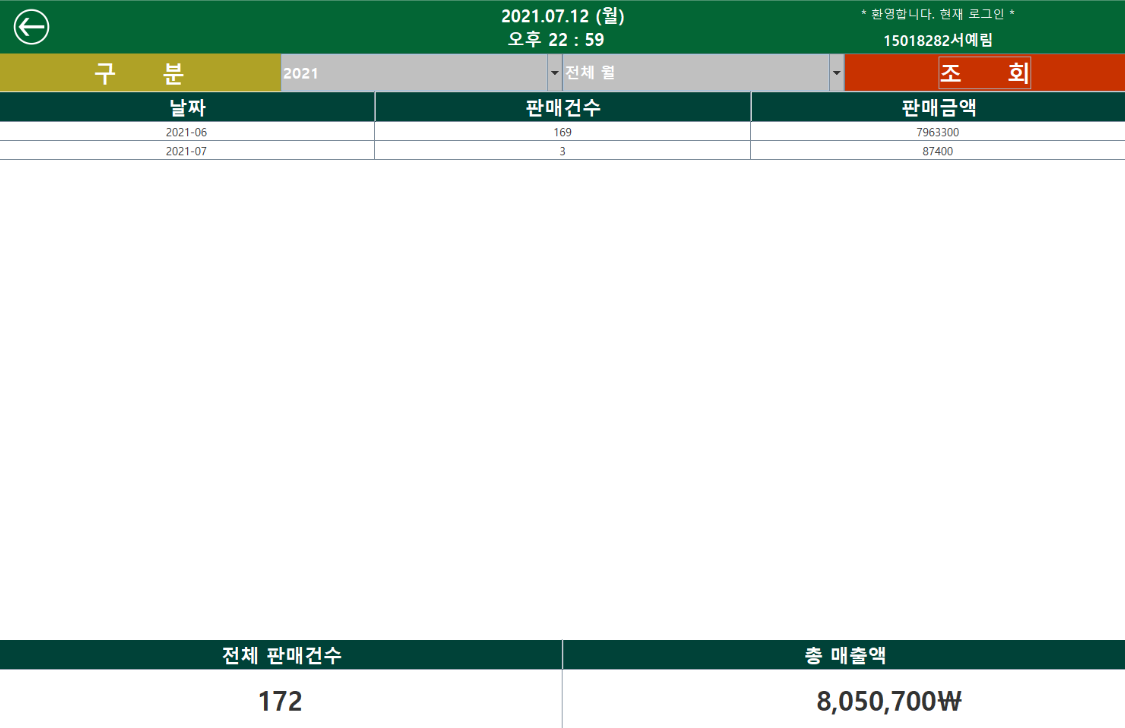 2021.07.12 (월)
오후 22 : 59
* 환영합니다. 현재 로그인 *
15018282서예림
구 분
2021
전체 월
조 회
날짜 판매건수 판매금액
2021-06 169 7963300
2021-07 3 87400
전체 판매건수 총 매출액
172 8,050,700₩